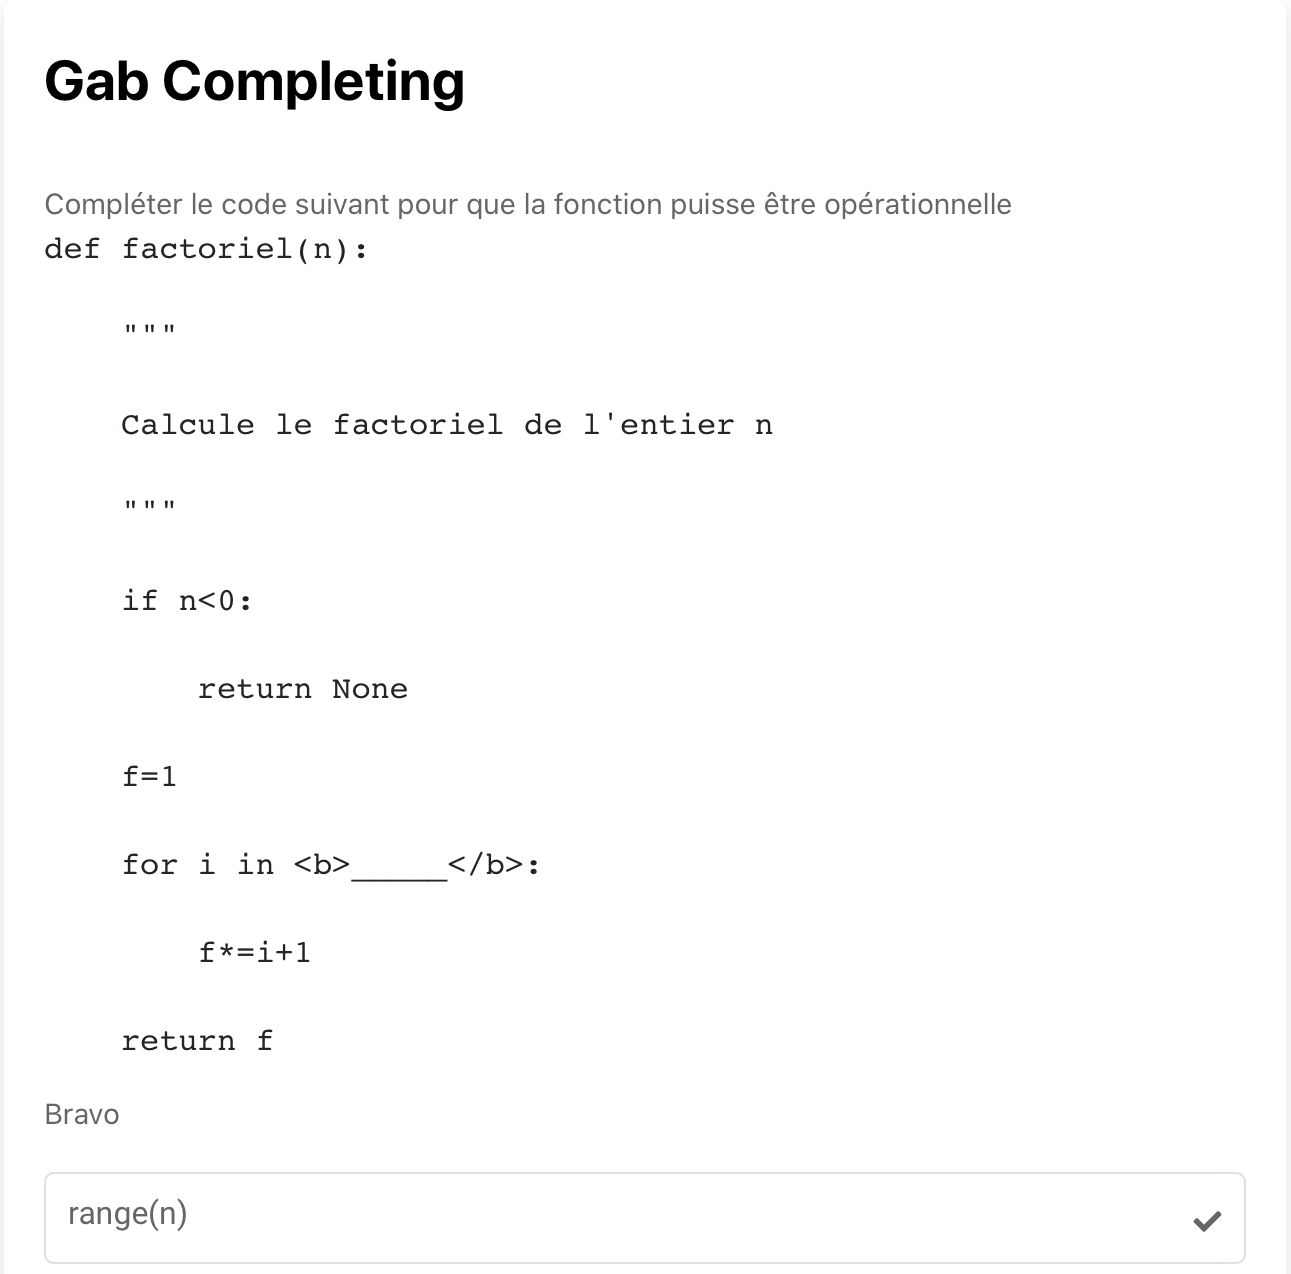 Gab Completing
Compléter le code suivant pour que la fonction puisse être opérationnelle
def factoriel(n):
    """
    Calcule le factoriel de l'entier n
    """
    if n<0:
        return None
    f=1
    for i in <b>_____</b>:
        f*=i+1
    return f
Bravo
range(n)